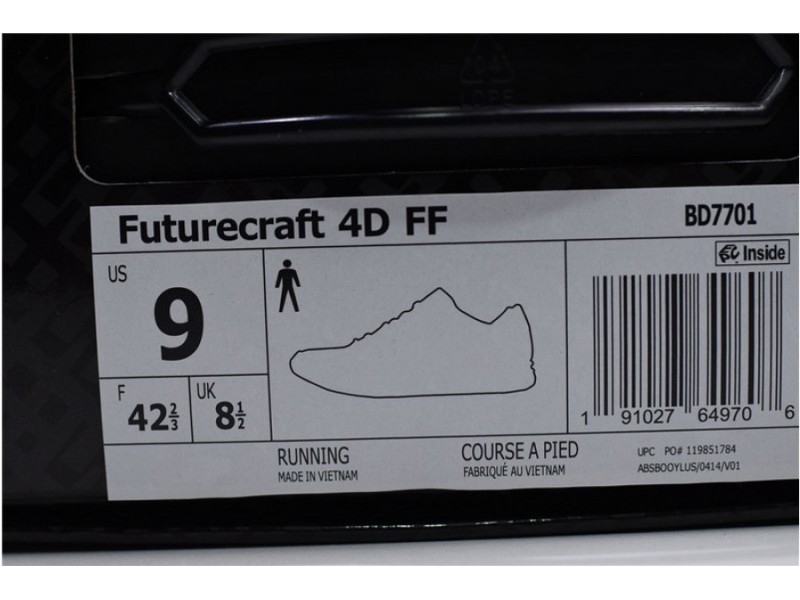 LDPE
Futurecraft 4D FF
BD7701
Inside
US
9
F
42⅔
UK
8½
1 91027 64970 6
RUNNING
MADE IN VIETNAM
COURSE A PIED
FABRIQUÉ AU VIETNAM
UPC PO# 119851784
ABSBOOYLUS/0414/V01